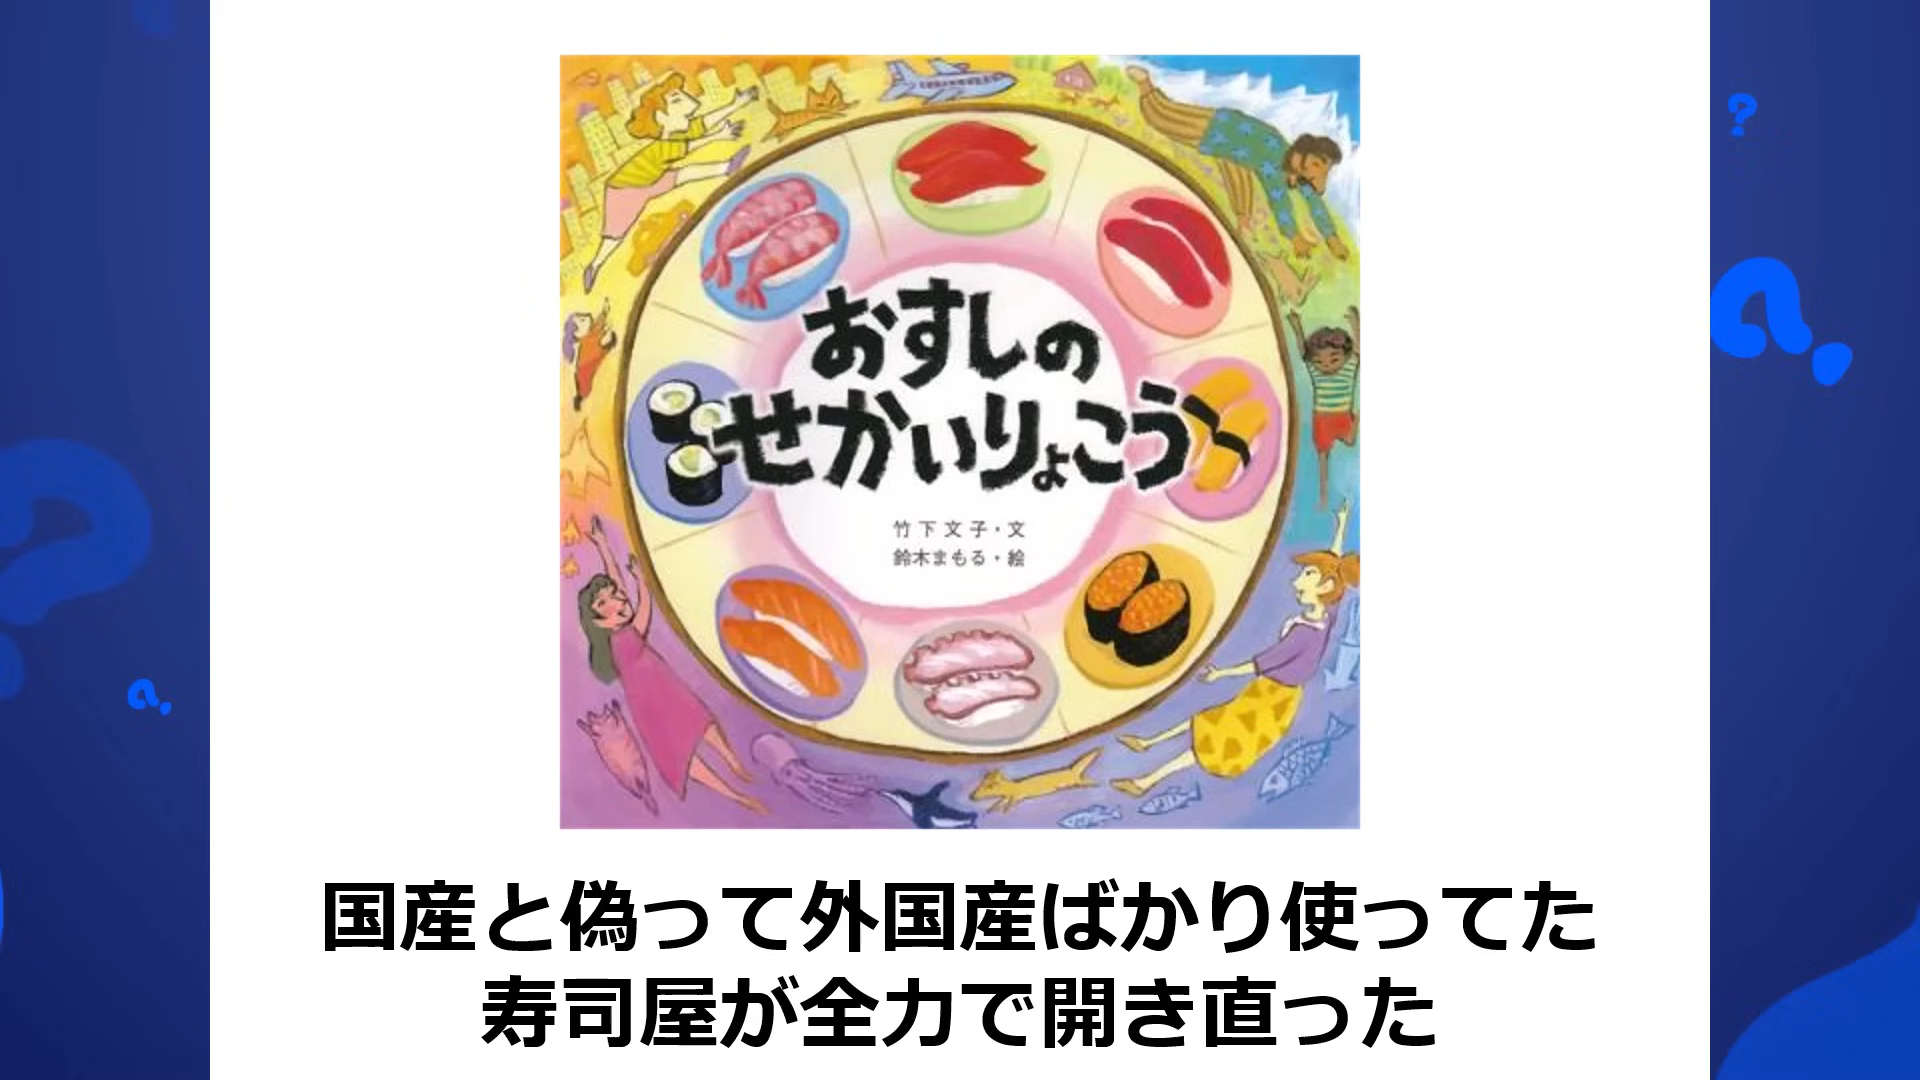 おすしの
せかいりょこう
竹下文子・文
鈴木まもる・絵
国産と偽って外国産ばかり使ってた
寿司屋が全力で開き直った